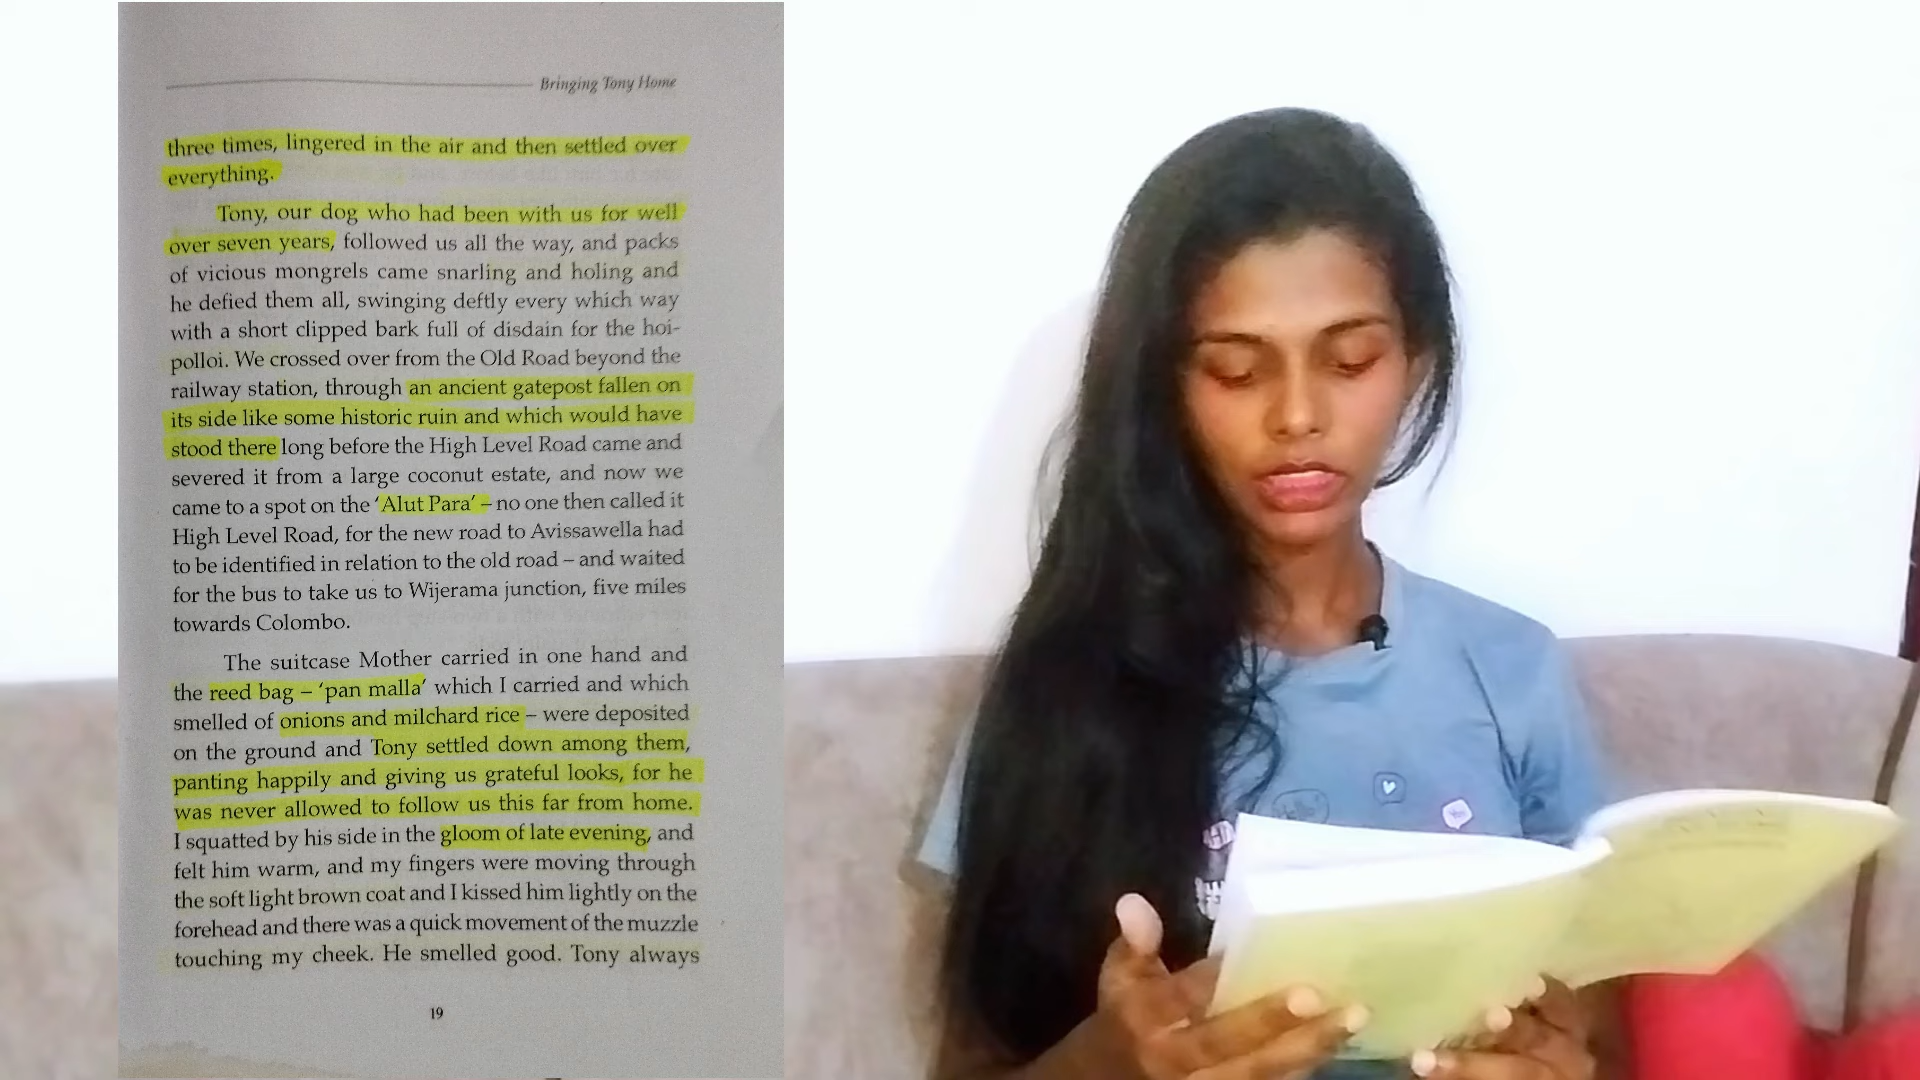 Bringing Tony Home
three times, lingered in the air and then settled over
everything.
Tony, our dog who had been with us for well
over seven years, followed us all the way, and packs
of vicious mongrels came snarling and holing and
he defied them all, swinging deftly every which way
with a short clipped bark full of disdain for the hoi-
polloi. We crossed over from the Old Road beyond the
railway station, through an ancient gatepost fallen on
its side like some historic ruin and which would have
stood there long before the High Level Road came and
severed it from a large coconut estate, and now we
came to a spot on the ‘Alut Para’ – no one then called it
High Level Road, for the new road to Avissawella had
to be identified in relation to the old road – and waited
for the bus to take us to Wijerama junction, five miles
towards Colombo.
The suitcase Mother carried in one hand and
the reed bag – ‘pan malla’ which I carried and which
smelled of onions and milchard rice – were deposited
on the ground and Tony settled down among them,
panting happily and giving us grateful looks, for he
was never allowed to follow us this far from home.
I squatted by his side in the gloom of late evening, and
felt him warm, and my fingers were moving through
the soft light brown coat and I kissed him lightly on the
forehead and there was a quick movement of the muzzle
touching my cheek. He smelled good. Tony always
19